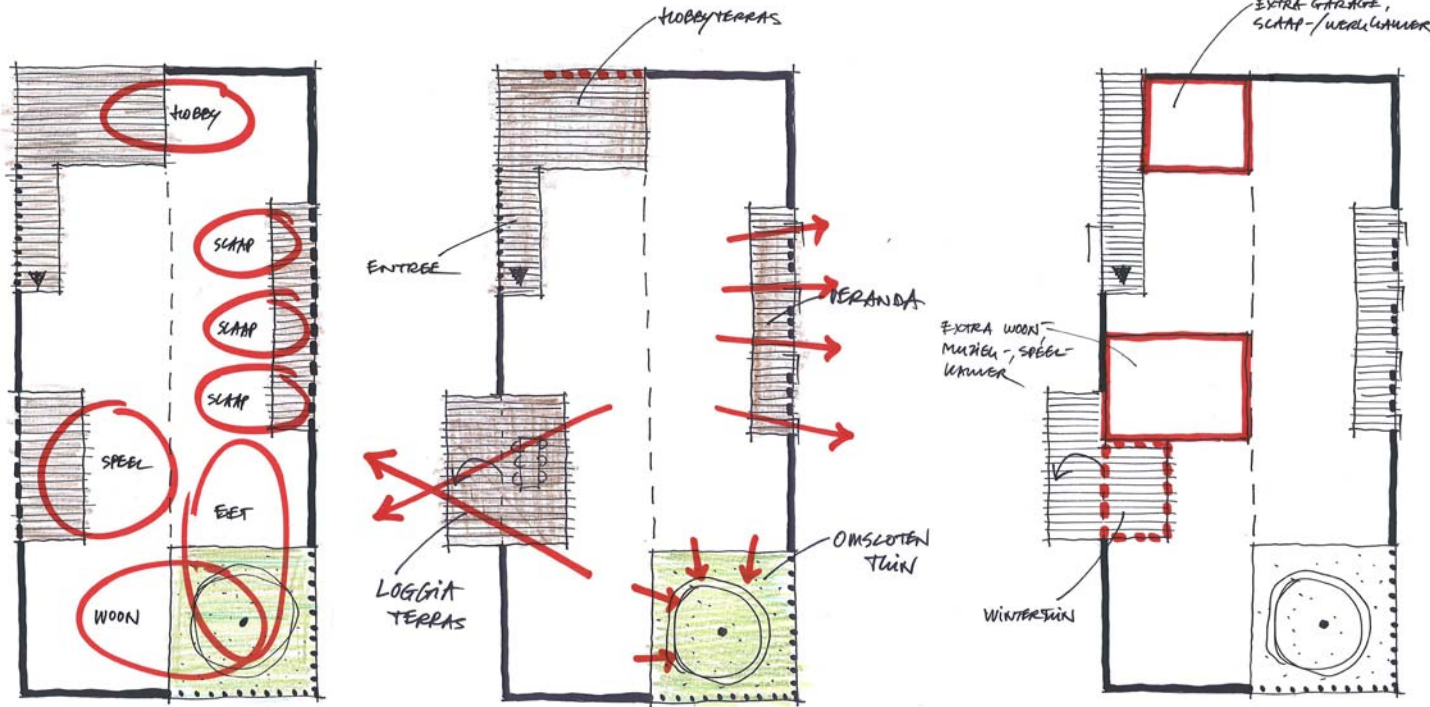 HOBBY
SLAAP
SLAAP
SLAAP
SPEEL
EET
WOON
HOBBYTERRAS
ENTREE
VERANDA
LOGGIA
TERRAS
OMSLOTEN
TUIN
EXTRA GARAGE,
SLAAP-/WERKKAMER
EXTRA WOON-,
MUZIEK-, SPEEL-
KAMER
WINTERTUIN